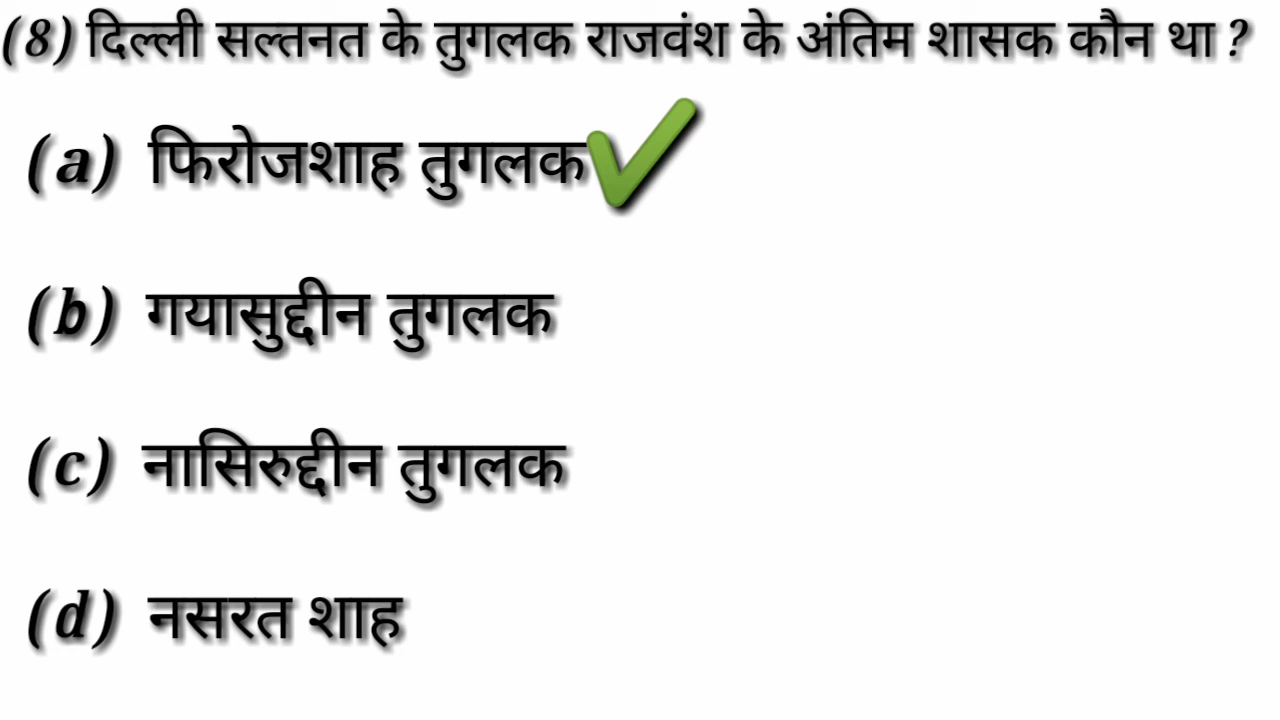 (8) दिल्ली सल्तनत के तुगलक राजवंश के अंतिम शासक कौन था ?
(a) फिरोजशाह तुगलक
(b) गयासुद्दीन तुगलक
(c) नासिरुद्दीन तुगलक
(d) नसरत शाह